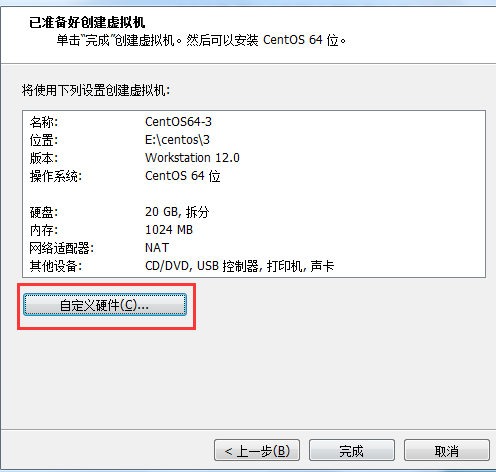 已准备好创建虚拟机
单击“完成”创建虚拟机。然后可以安装 CentOS 64 位。
将使用下列设置创建虚拟机:
名称: CentOS64-3
位置: E:\centos\3
版本: Workstation 12.0
操作系统: CentOS 64 位
硬盘: 20 GB, 拆分
内存: 1024 MB
网络适配器: NAT
其他设备: CD/DVD, USB 控制器, 打印机, 声卡
自定义硬件(C)...
< 上一步(B) 完成 取消